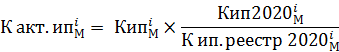 К акт. ип^i_М = Кип^i_М × Кип2020^i_М / К ип.реестр 2020^i_М